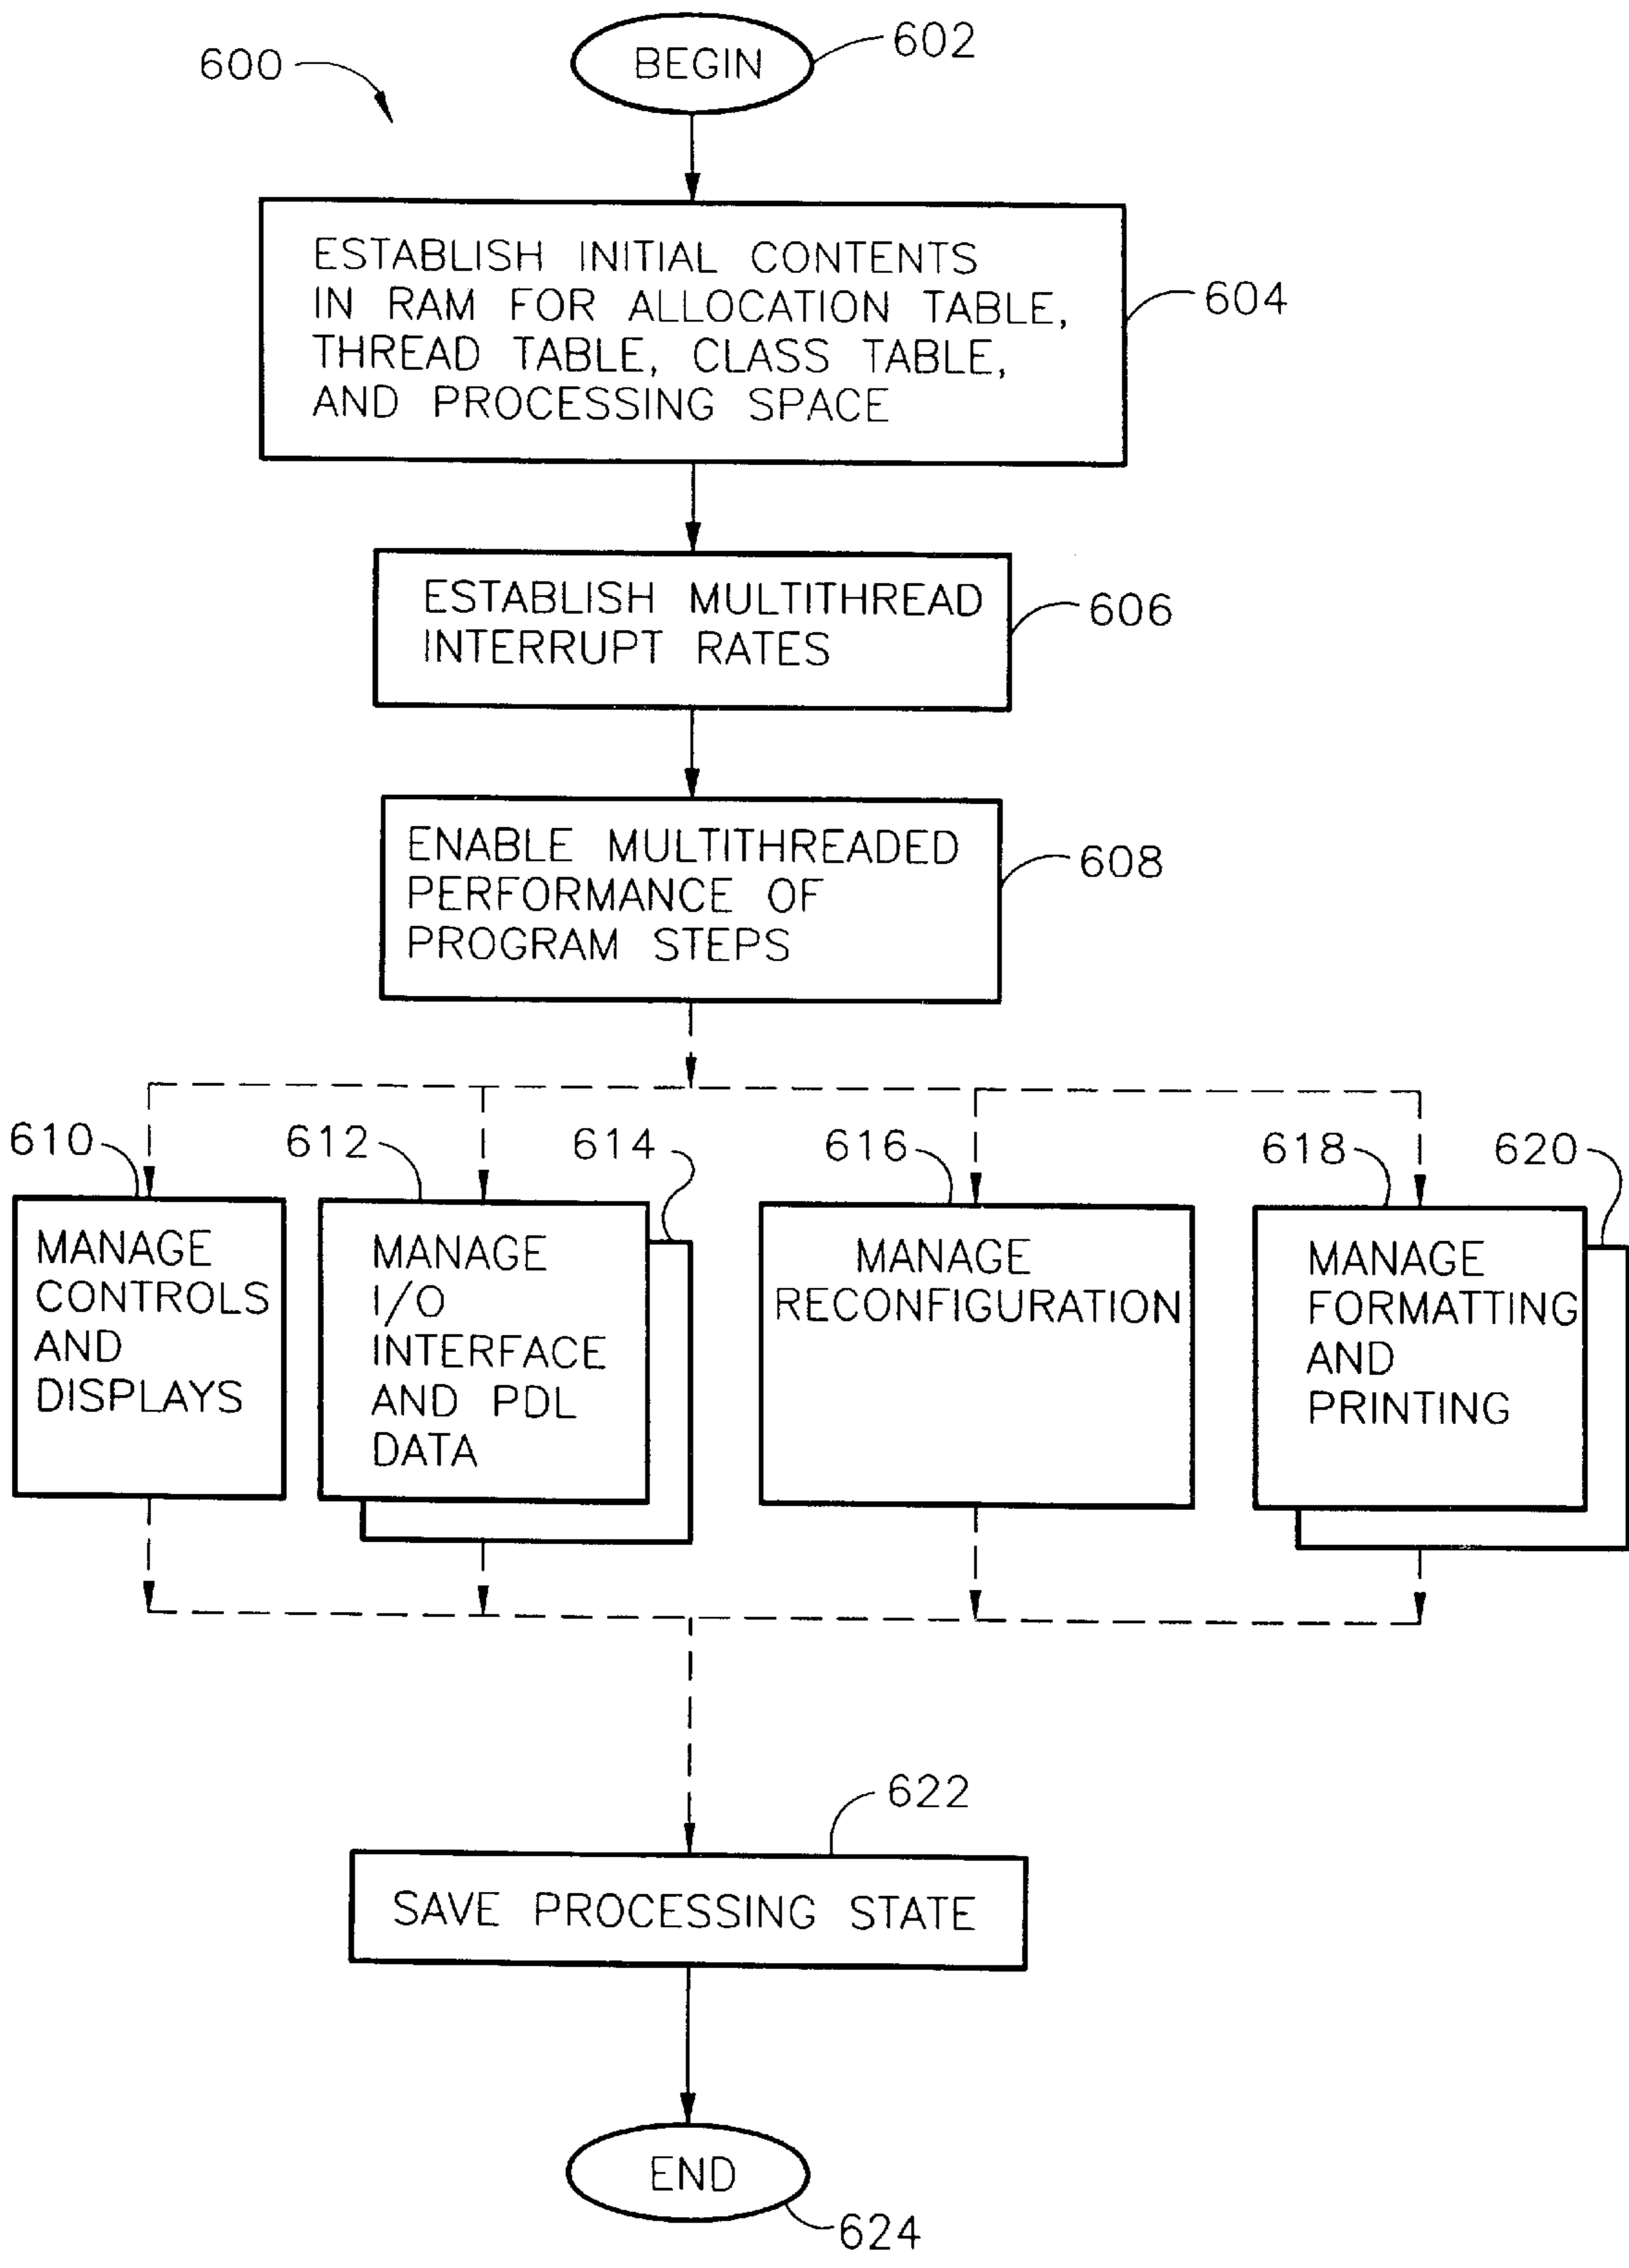 600
BEGIN
602
ESTABLISH INITIAL CONTENTS
IN RAM FOR ALLOCATION TABLE,
THREAD TABLE, CLASS TABLE,
AND PROCESSING SPACE
604
ESTABLISH MULTITHREAD
INTERRUPT RATES
606
ENABLE MULTITHREADED
PERFORMANCE OF
PROGRAM STEPS
608
610
MANAGE
CONTROLS
AND
DISPLAYS
612
614
MANAGE
I/O
INTERFACE
AND PDL
DATA
616
MANAGE
RECONFIGURATION
618
620
MANAGE
FORMATTING
AND
PRINTING
622
SAVE PROCESSING STATE
END
624